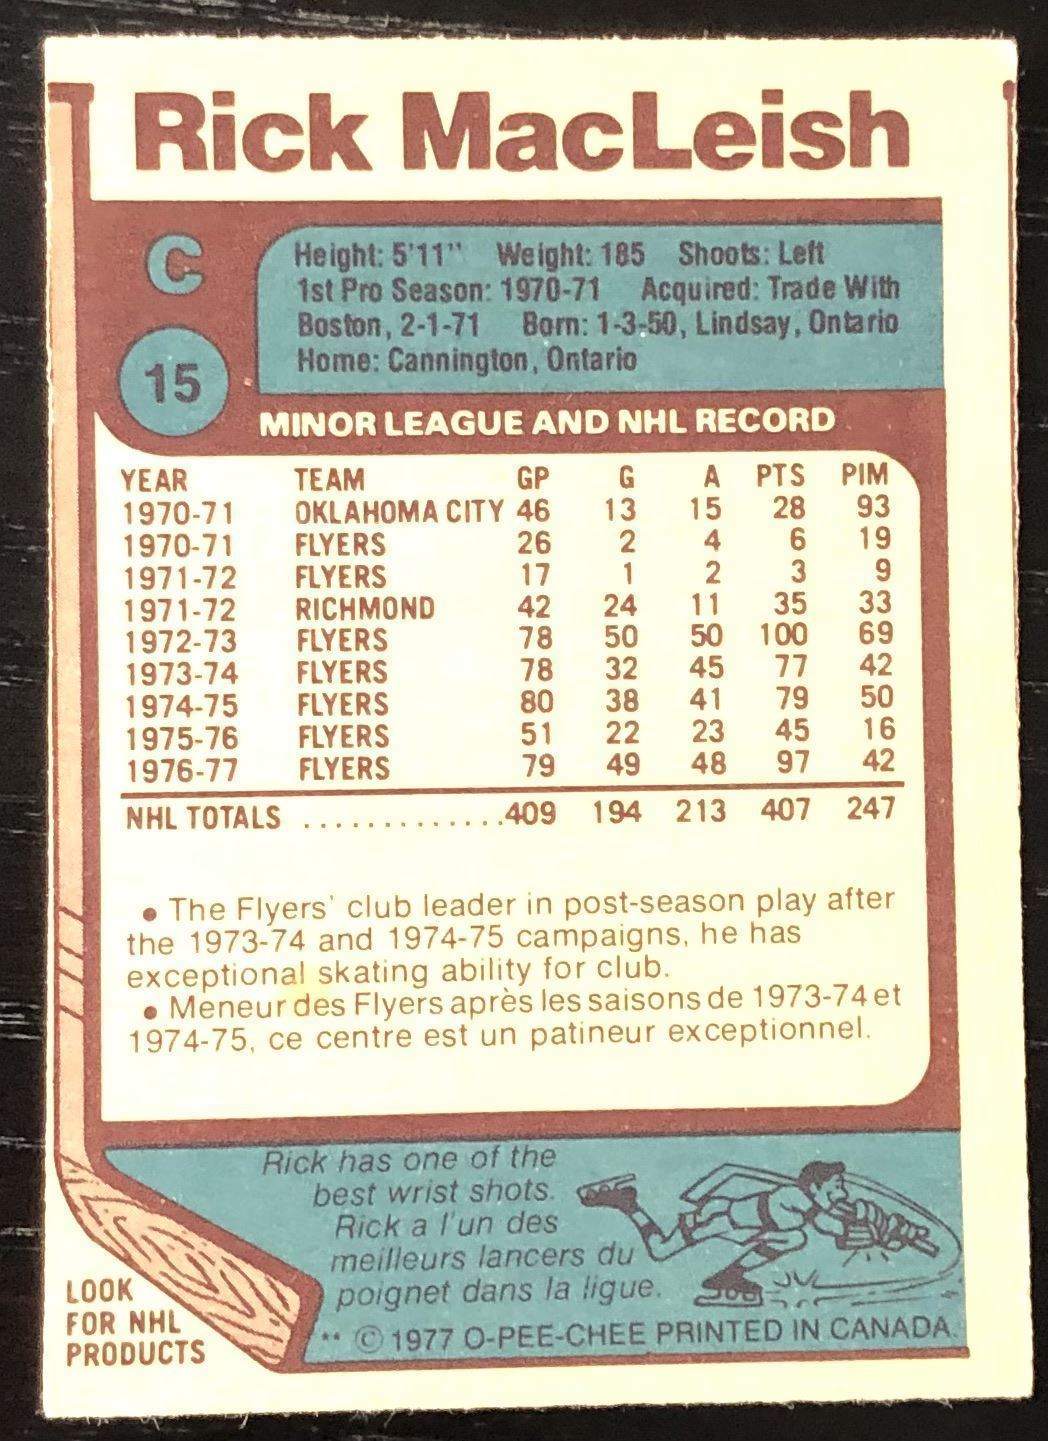 Rick MacLeish
C
15
Height: 5'11" Weight: 185 Shoots: Left
1st Pro Season: 1970-71 Acquired: Trade With
Boston, 2-1-71 Born: 1-3-50, Lindsay, Ontario
Home: Cannington, Ontario
MINOR LEAGUE AND NHL RECORD
YEAR TEAM GP G A PTS PIM
1970-71 OKLAHOMA CITY 46 13 15 28 93
1970-71 FLYERS 26 2 4 6 19
1971-72 FLYERS 17 1 2 3 9
1971-72 RICHMOND 42 24 11 35 33
1972-73 FLYERS 78 50 50 100 69
1973-74 FLYERS 78 32 45 77 42
1974-75 FLYERS 80 38 41 79 50
1975-76 FLYERS 51 22 23 45 16
1976-77 FLYERS 79 49 48 97 42
NHL TOTALS .............409 194 213 407 247
• The Flyers' club leader in post-season play after
the 1973-74 and 1974-75 campaigns, he has
exceptional skating ability for club.
• Meneur des Flyers après les saisons de 1973-74 et
1974-75, ce centre est un patineur exceptionnel.
Rick has one of the
best wrist shots.
Rick a l'un des
meilleurs lancers du
poignet dans la ligue.
** © 1977 O-PEE-CHEE PRINTED IN CANADA.
LOOK
FOR NHL
PRODUCTS